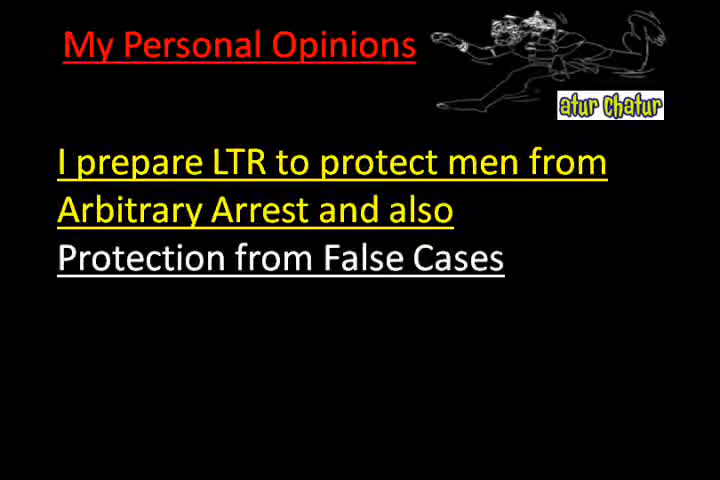 My Personal Opinions
atur chatur
I prepare LTR to protect men from
Arbitrary Arrest and also
Protection from False Cases